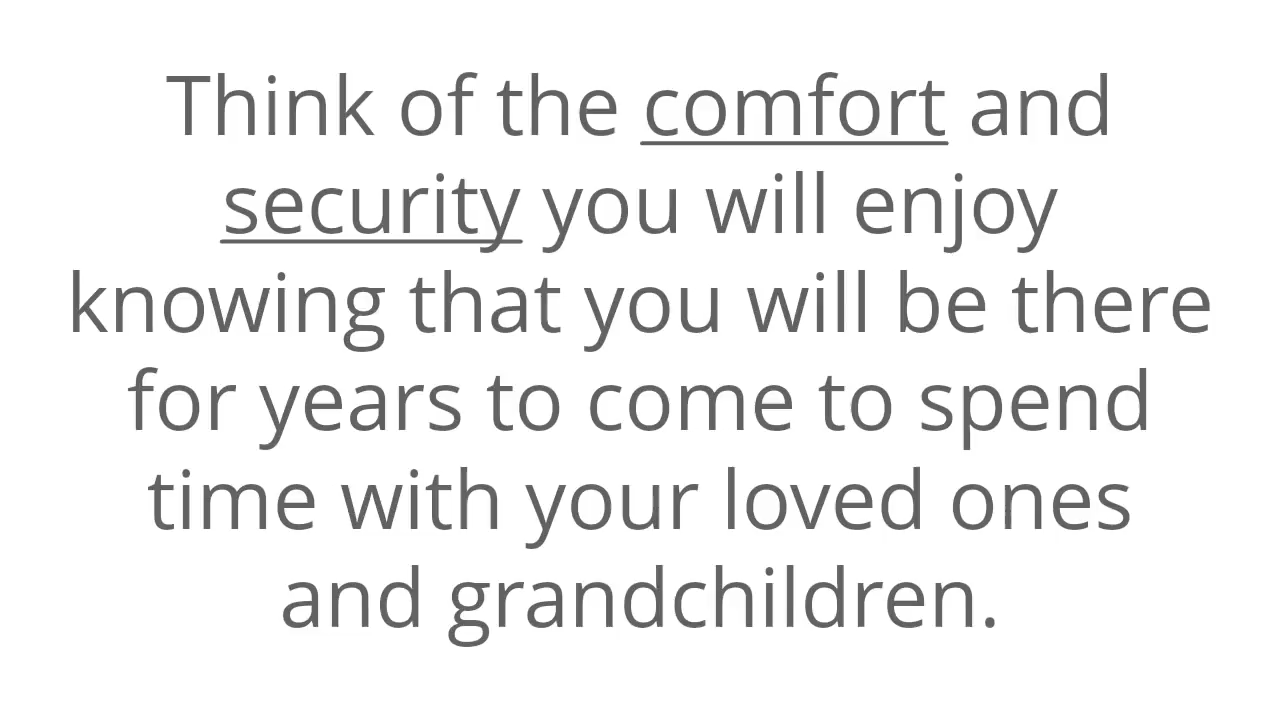 Think of the comfort and
security you will enjoy
knowing that you will be there
for years to come to spend
time with your loved ones
and grandchildren.